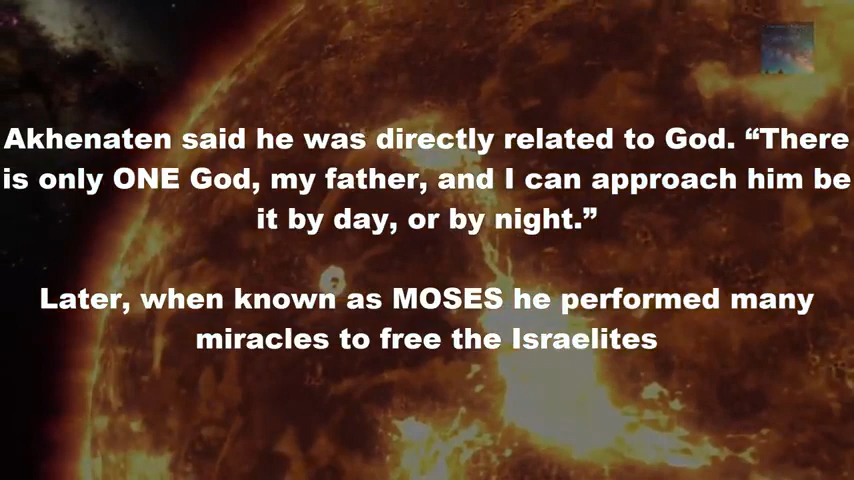 Akhenaten said he was directly related to God. “There
is only ONE God, my father, and I can approach him be
it by day, or by night.”
Later, when known as MOSES he performed many
miracles to free the Israelites